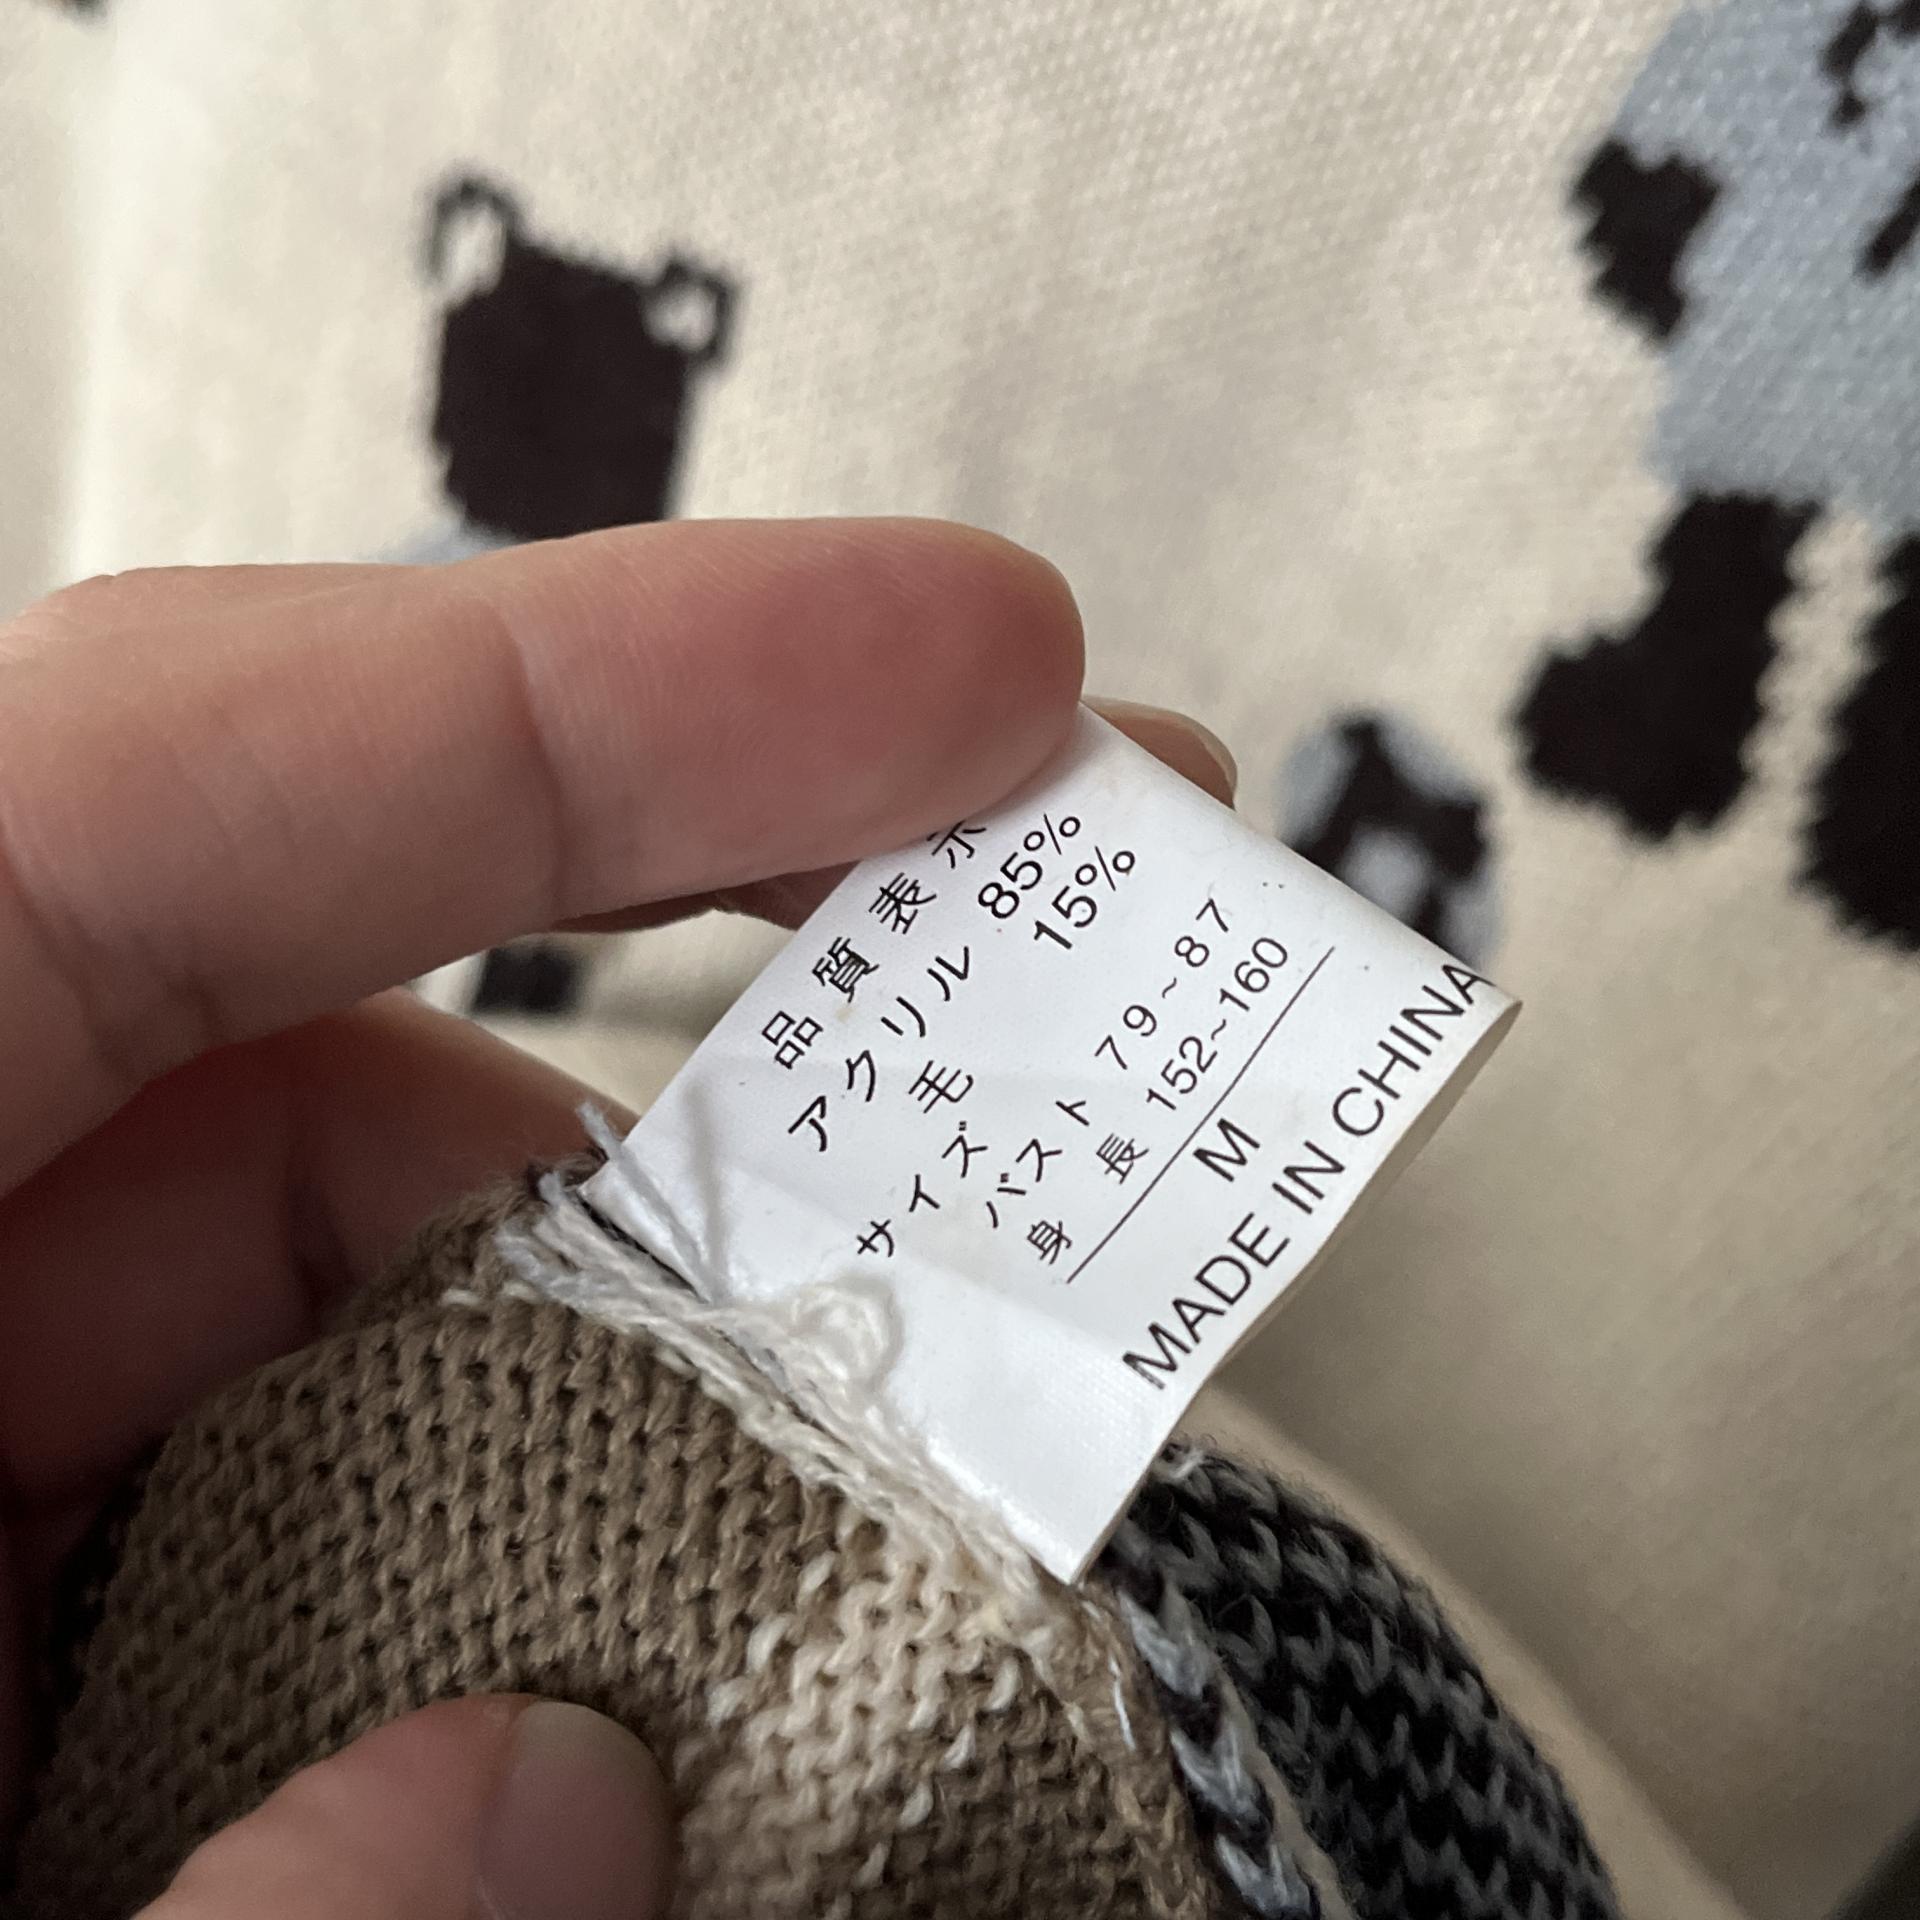 品質表示
アクリル 85%
毛 15%
サイズ
バスト 79~87
身長 152~160
M
MADE IN CHINA